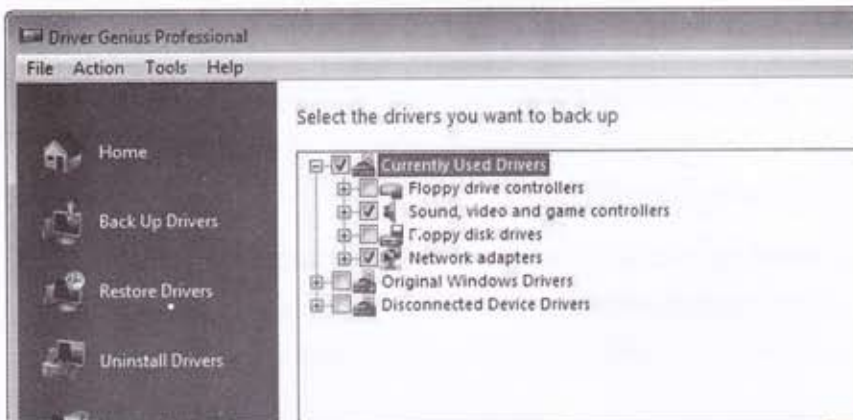 Driver Genius Professional
File Action Tools Help
Select the drivers you want to back up
Home
Back Up Drivers
Restore Drivers
Uninstall Drivers
Currently Used Drivers
Floppy drive controllers
Sound, video and game controllers
Floppy disk drives
Network adapters
Original Windows Drivers
Disconnected Device Drivers